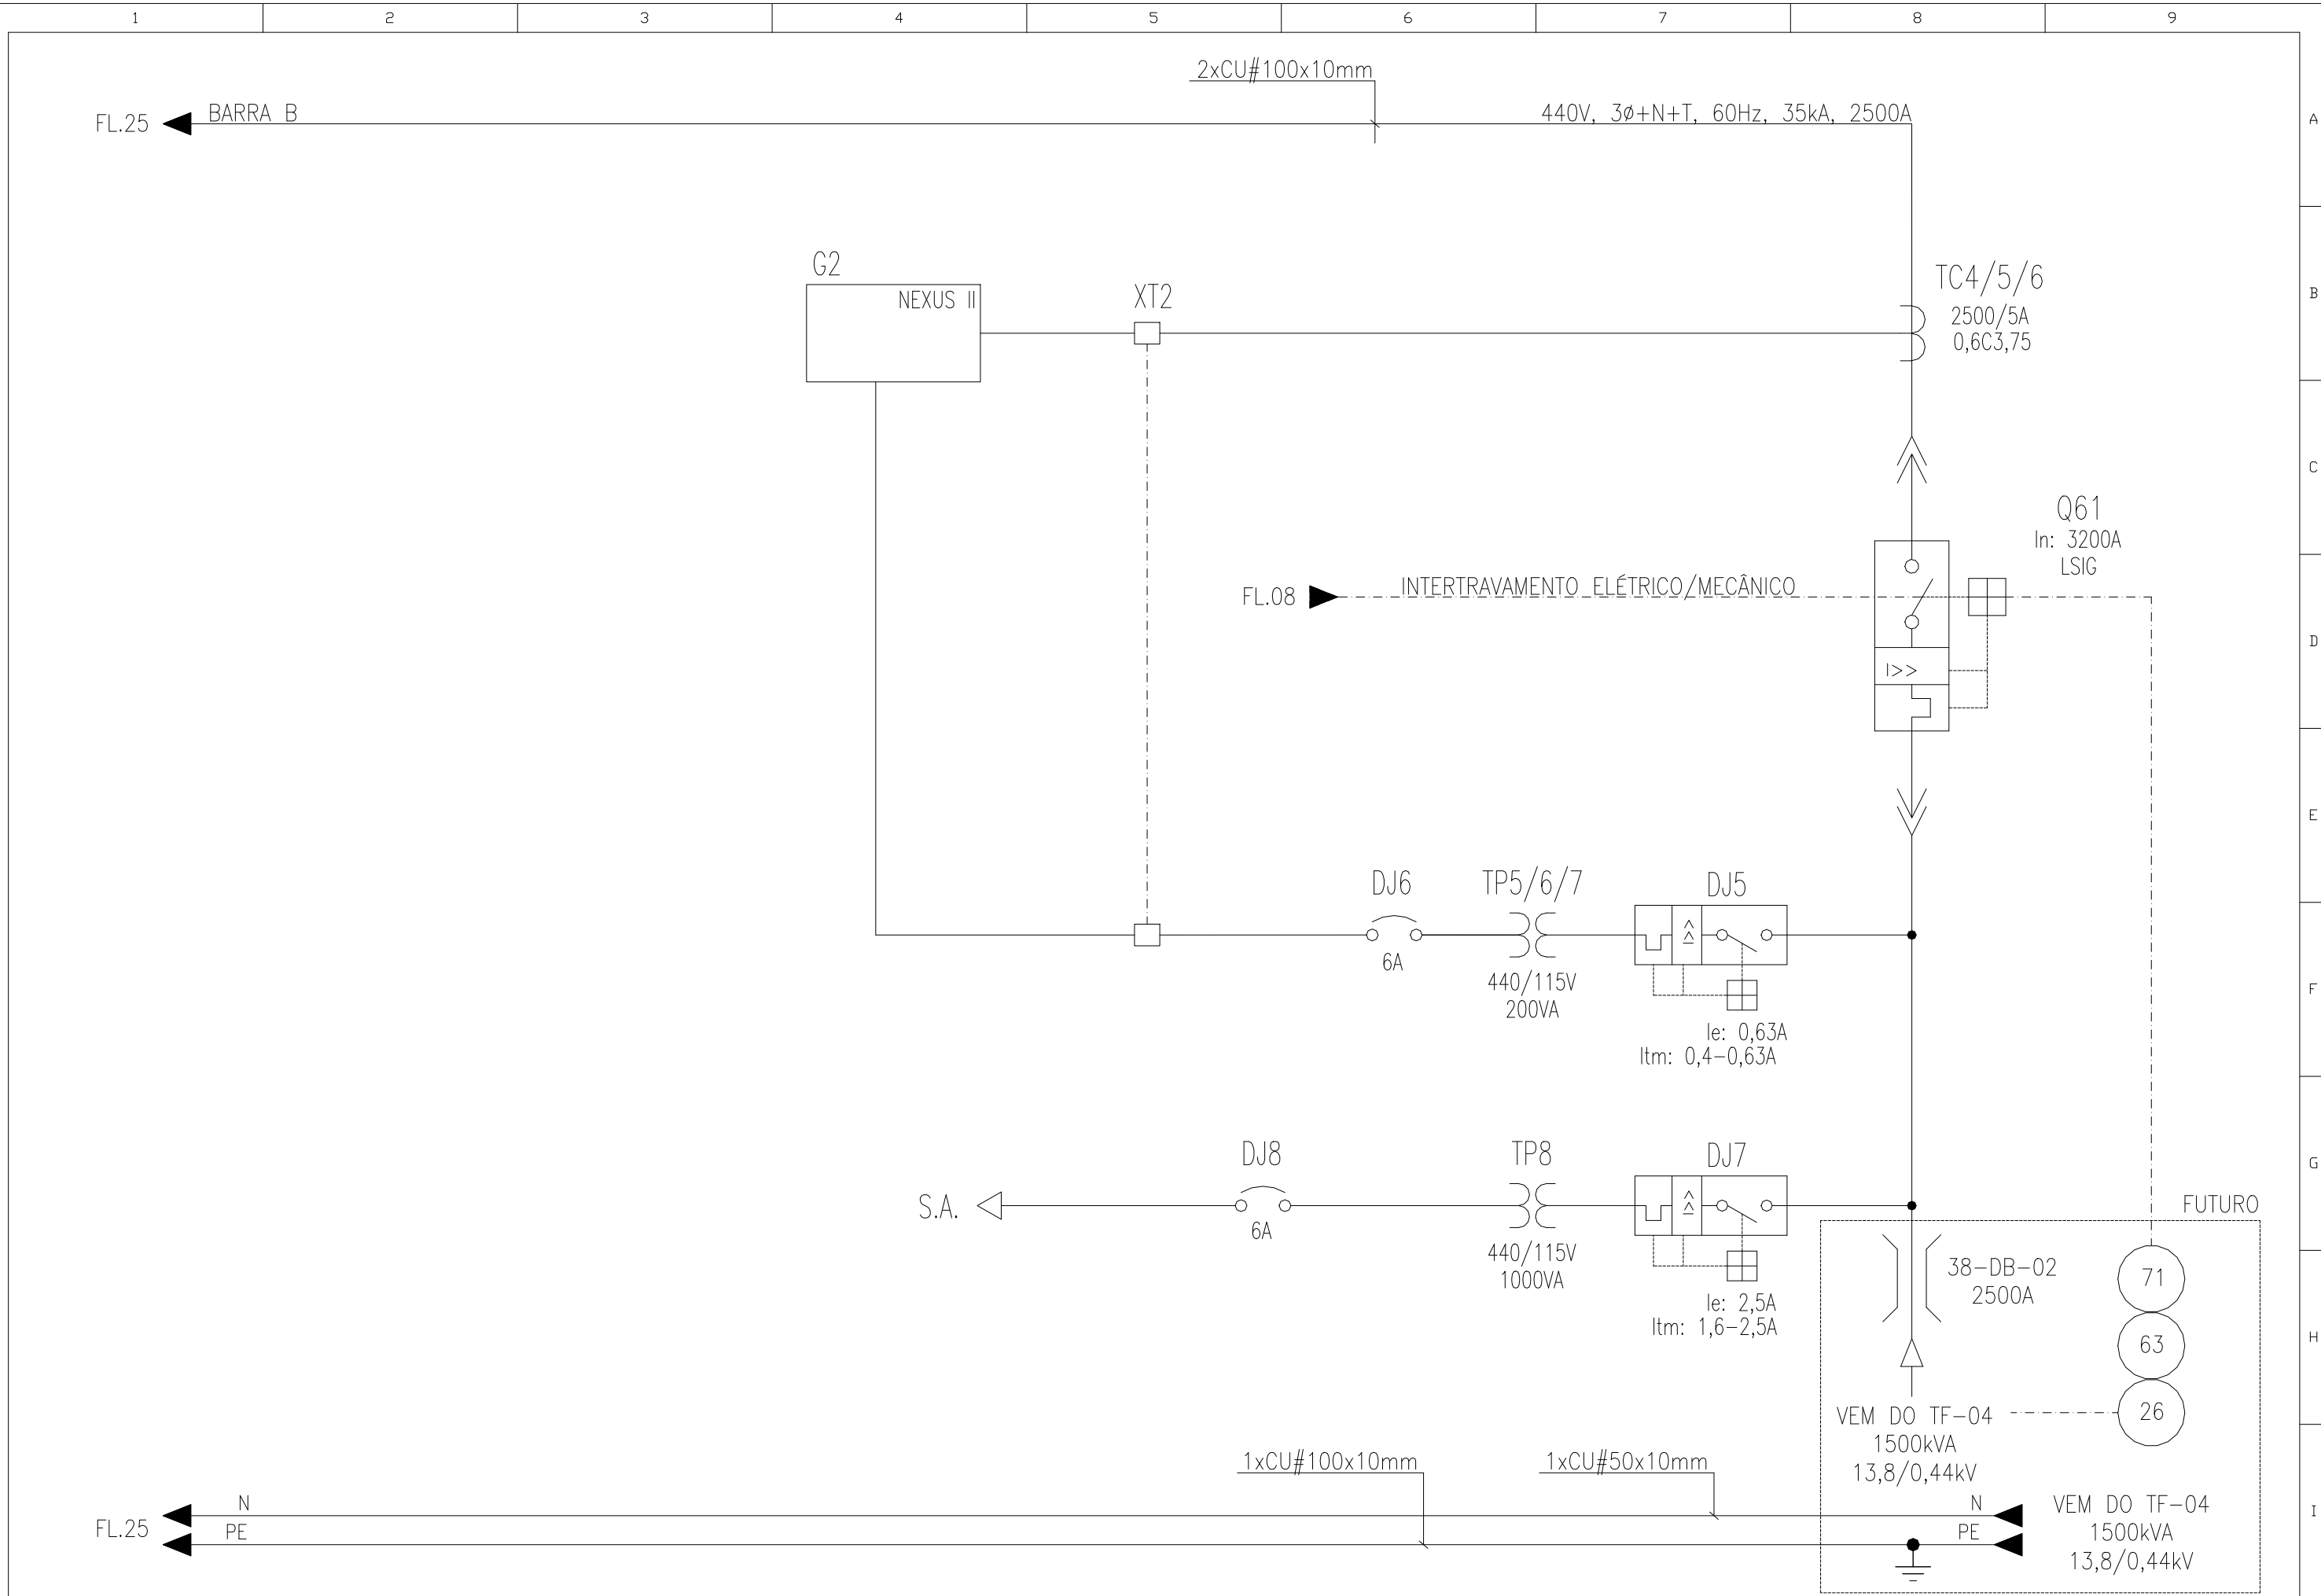 1 2 3 4 5 6 7 8 9
2xCU#100x10mm
FL.25
BARRA B
440V, 3ø+N+T, 60Hz, 35kA, 2500A
A
G2
NEXUS II
XT2
TC4/5/6
2500/5A
0,6C3,75
B
C
Q61
In: 3200A
LSIG
FL.08
INTERTRAVAMENTO ELÉTRICO/MECÂNICO
I>>
D
E
DJ6
6A
TP5/6/7
440/115V
200VA
DJ5
I>>
Ie: 0,63A
Itm: 0,4-0,63A
F
S.A.
DJ8
6A
TP8
440/115V
1000VA
DJ7
I>>
Ie: 2,5A
Itm: 1,6-2,5A
G
FUTURO
38-DB-02
2500A
71
63
26
H
VEM DO TF-04
1500kVA
13,8/0,44kV
1xCU#100x10mm
1xCU#50x10mm
FL.25
N
PE
N
PE
VEM DO TF-04
1500kVA
13,8/0,44kV
I